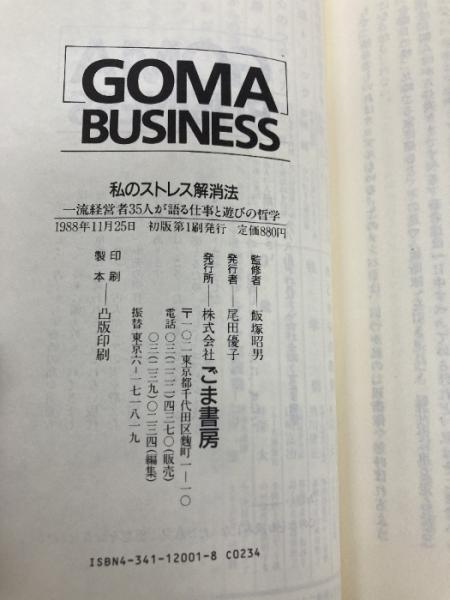 GOMA
BUSINESS
私のストレス解消法
一流経営者35人が語る仕事と遊びの哲学
1988年11月25日 初版第1刷発行 定価880円
監修者―飯塚昭男
発行者―尾田優子
発行所―株式会社ごま書房
〒一〇二東京都千代田区麹町一―一〇
電話〇三(二二二)四三七〇(販売)
〇三(二三九)〇二三四(編集)
振替 東京六―一七一八一九
印刷
製本―凸版印刷
ISBN4-341-12001-8 C0234